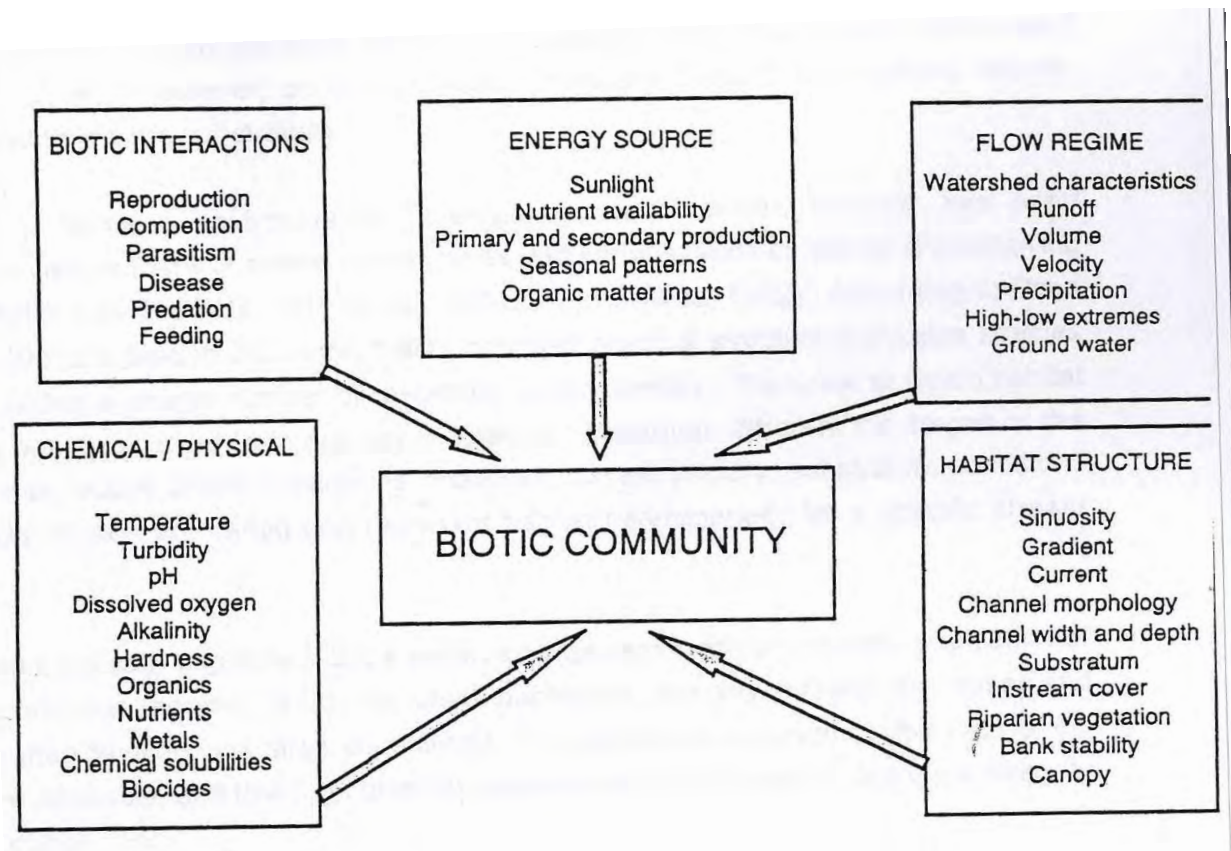 BIOTIC INTERACTIONS
Reproduction
Competition
Parasitism
Disease
Predation
Feeding
ENERGY SOURCE
Sunlight
Nutrient availability
Primary and secondary production
Seasonal patterns
Organic matter inputs
FLOW REGIME
Watershed characteristics
Runoff
Volume
Velocity
Precipitation
High-low extremes
Ground water
CHEMICAL / PHYSICAL
Temperature
Turbidity
pH
Dissolved oxygen
Alkalinity
Hardness
Organics
Nutrients
Metals
Chemical solubilities
Biocides
BIOTIC COMMUNITY
HABITAT STRUCTURE
Sinuosity
Gradient
Current
Channel morphology
Channel width and depth
Substratum
Instream cover
Riparian vegetation
Bank stability
Canopy